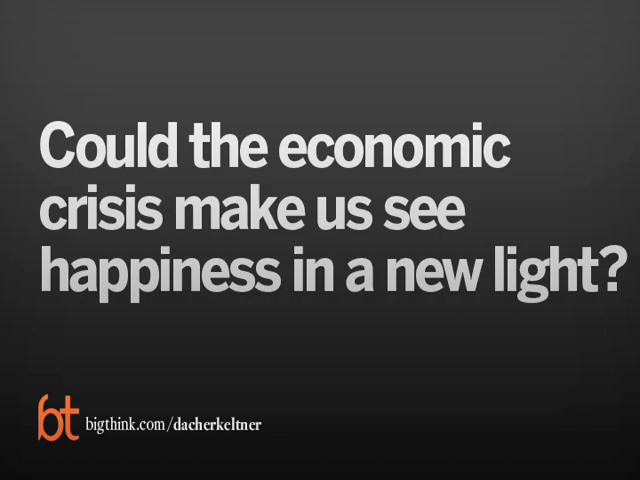 Could the economic
crisis make us see
happiness in a new light?
bt bigthink.com/dacherkeltner